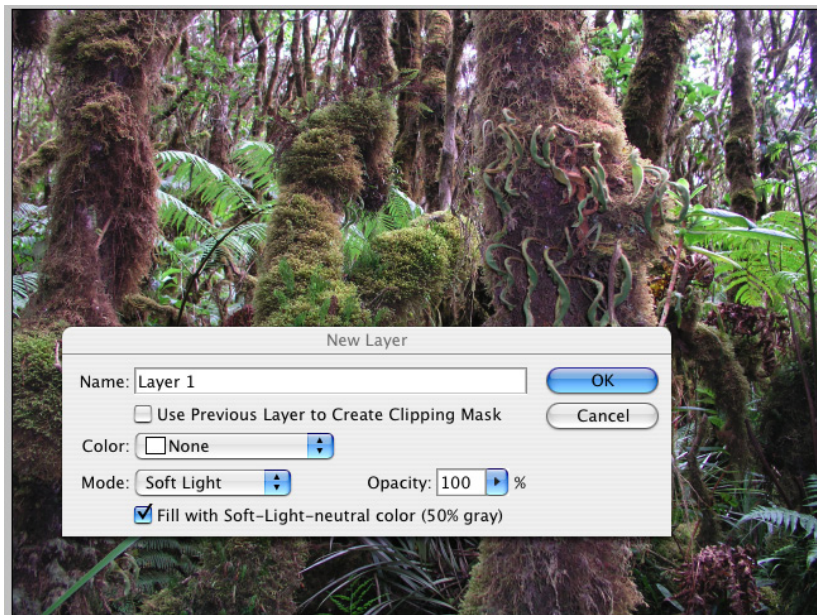 New Layer
Name: Layer 1
OK
Use Previous Layer to Create Clipping Mask
Cancel
Color: None
Mode: Soft Light Opacity: 100 %
Fill with Soft-Light-neutral color (50% gray)